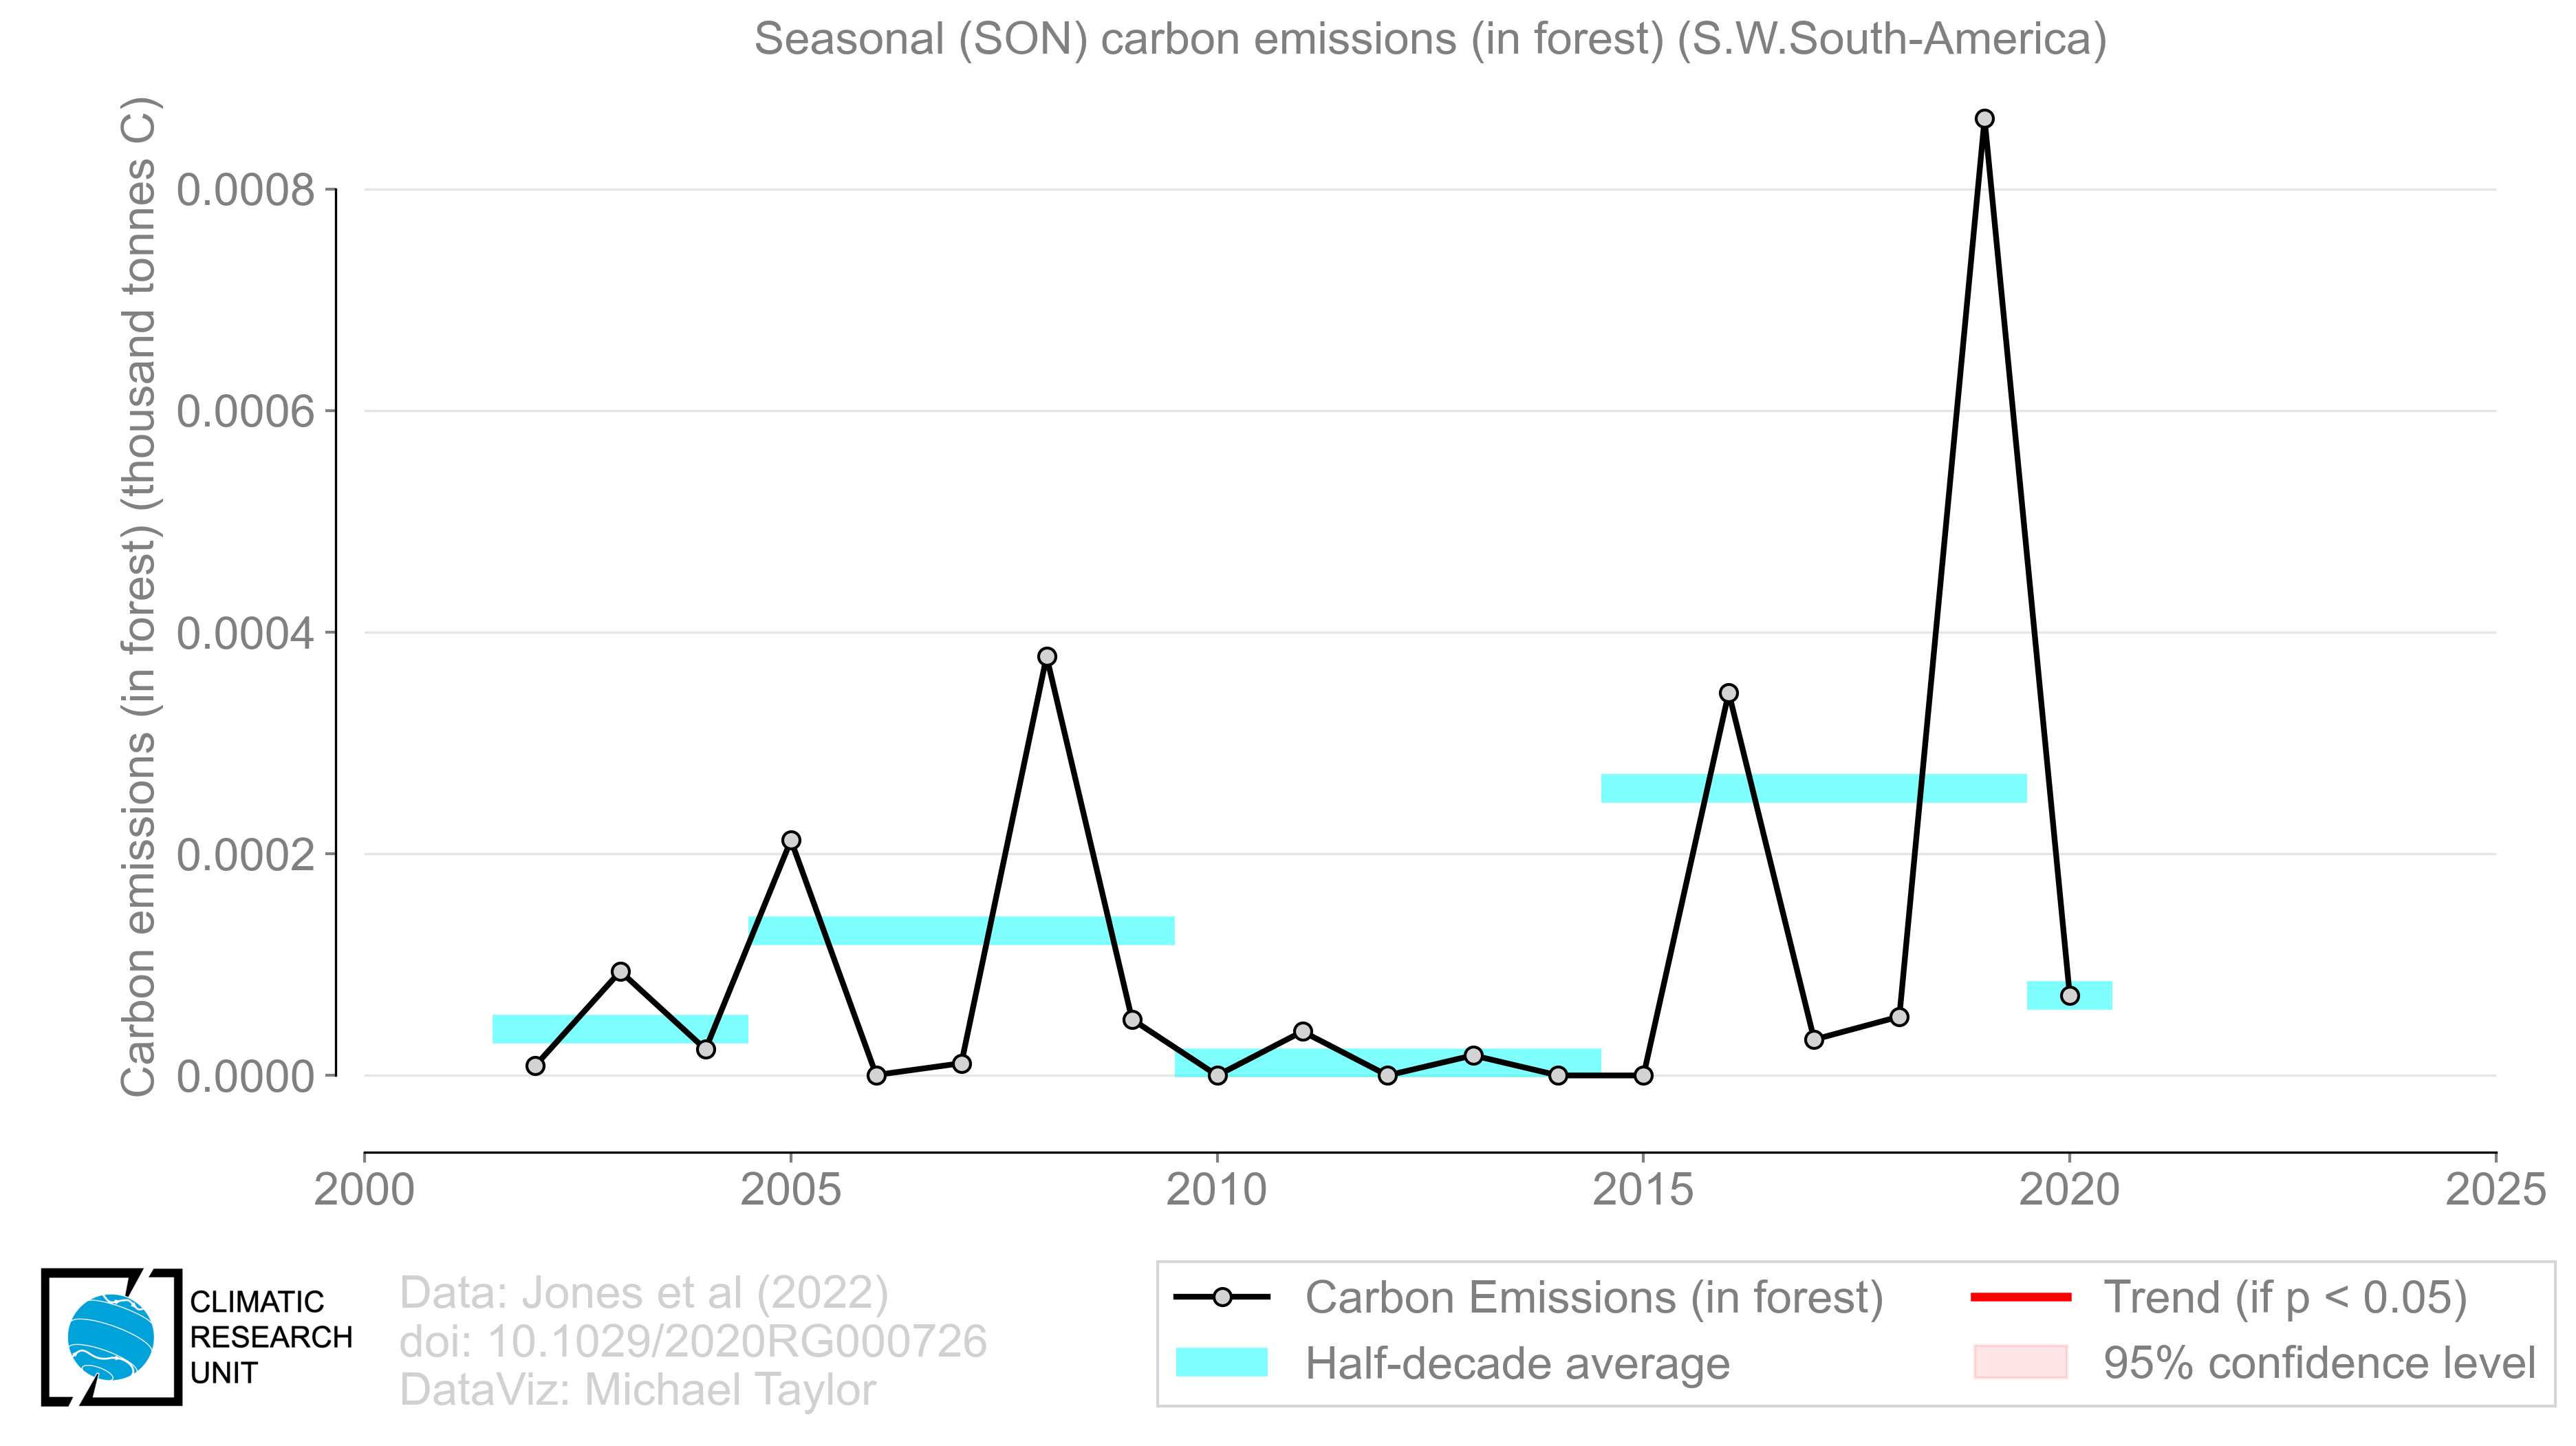 Seasonal (SON) carbon emissions (in forest) (S.W.South-America)
Carbon emissions (in forest) (thousand tonnes C)
0.0008
0.0006
0.0004
0.0002
0.0000
2000
2005
2010
2015
2020
2025
CLIMATIC
RESEARCH
UNIT
Data: Jones et al (2022)
doi: 10.1029/2020RG000726
DataViz: Michael Taylor
Carbon Emissions (in forest)
Half-decade average
Trend (if p < 0.05)
95% confidence level